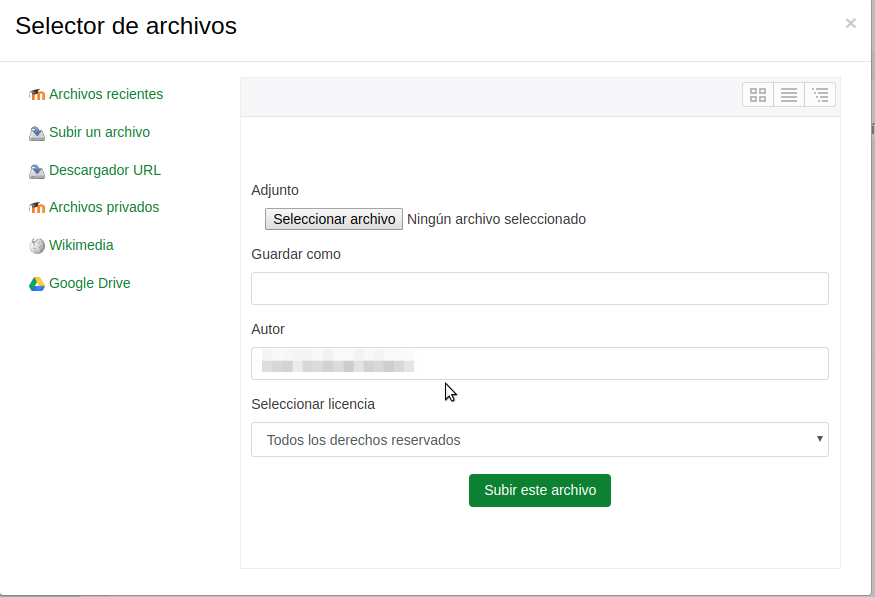 Selector de archivos
×
Archivos recientes
Subir un archivo
Descargador URL
Archivos privados
Wikimedia
Google Drive
Adjunto
Seleccionar archivo Ningún archivo seleccionado
Guardar como
Autor
Seleccionar licencia
Todos los derechos reservados
Subir este archivo